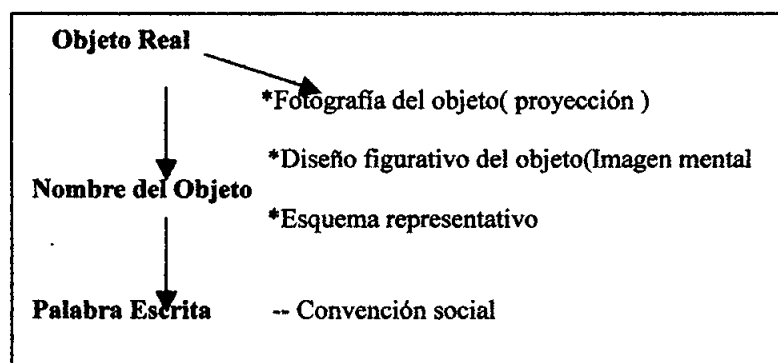 Objeto Real
*Fotografía del objeto( proyección )
*Diseño figurativo del objeto(Imagen mental
Nombre del Objeto
*Esquema representativo
Palabra Escrita -- Convención social